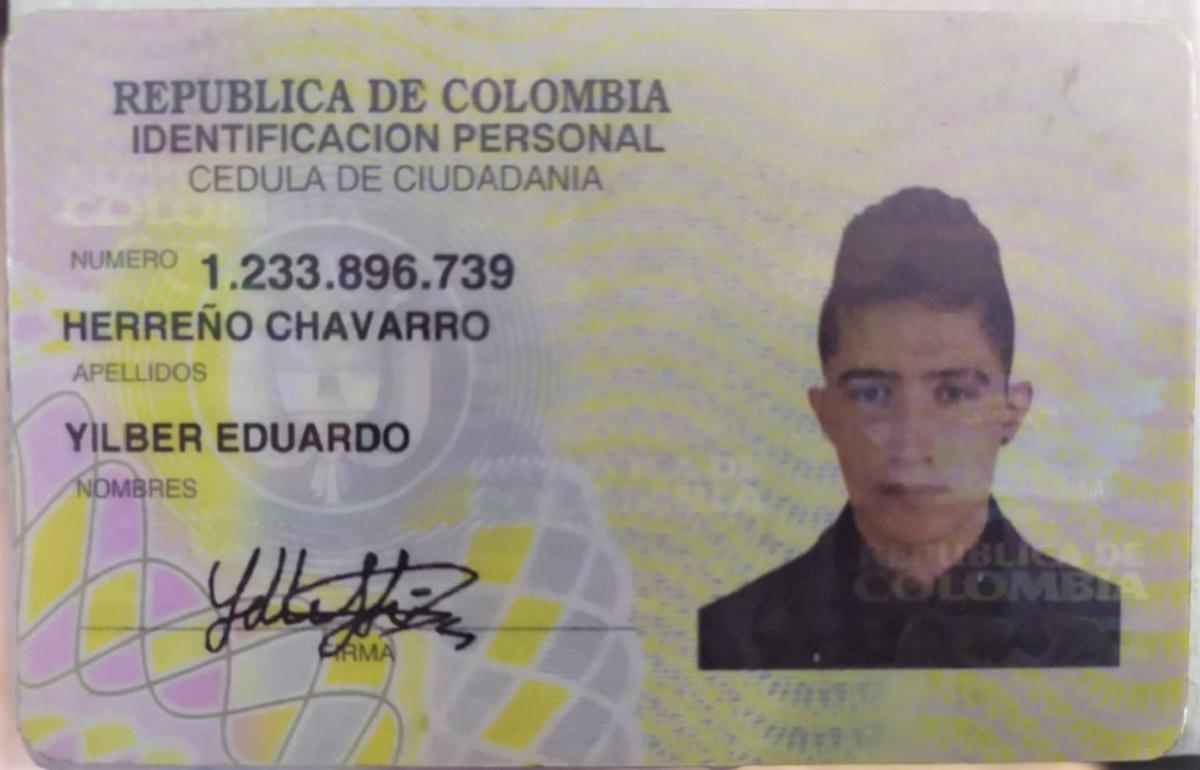 REPUBLICA DE COLOMBIA
IDENTIFICACION PERSONAL
CEDULA DE CIUDADANIA
COLOMBIA
NUMERO 1.233.896.739
HERREÑO CHAVARRO
APELLIDOS
YILBER EDUARDO
NOMBRES
REPUBLICA DE
COLOMBIA
FIRMA